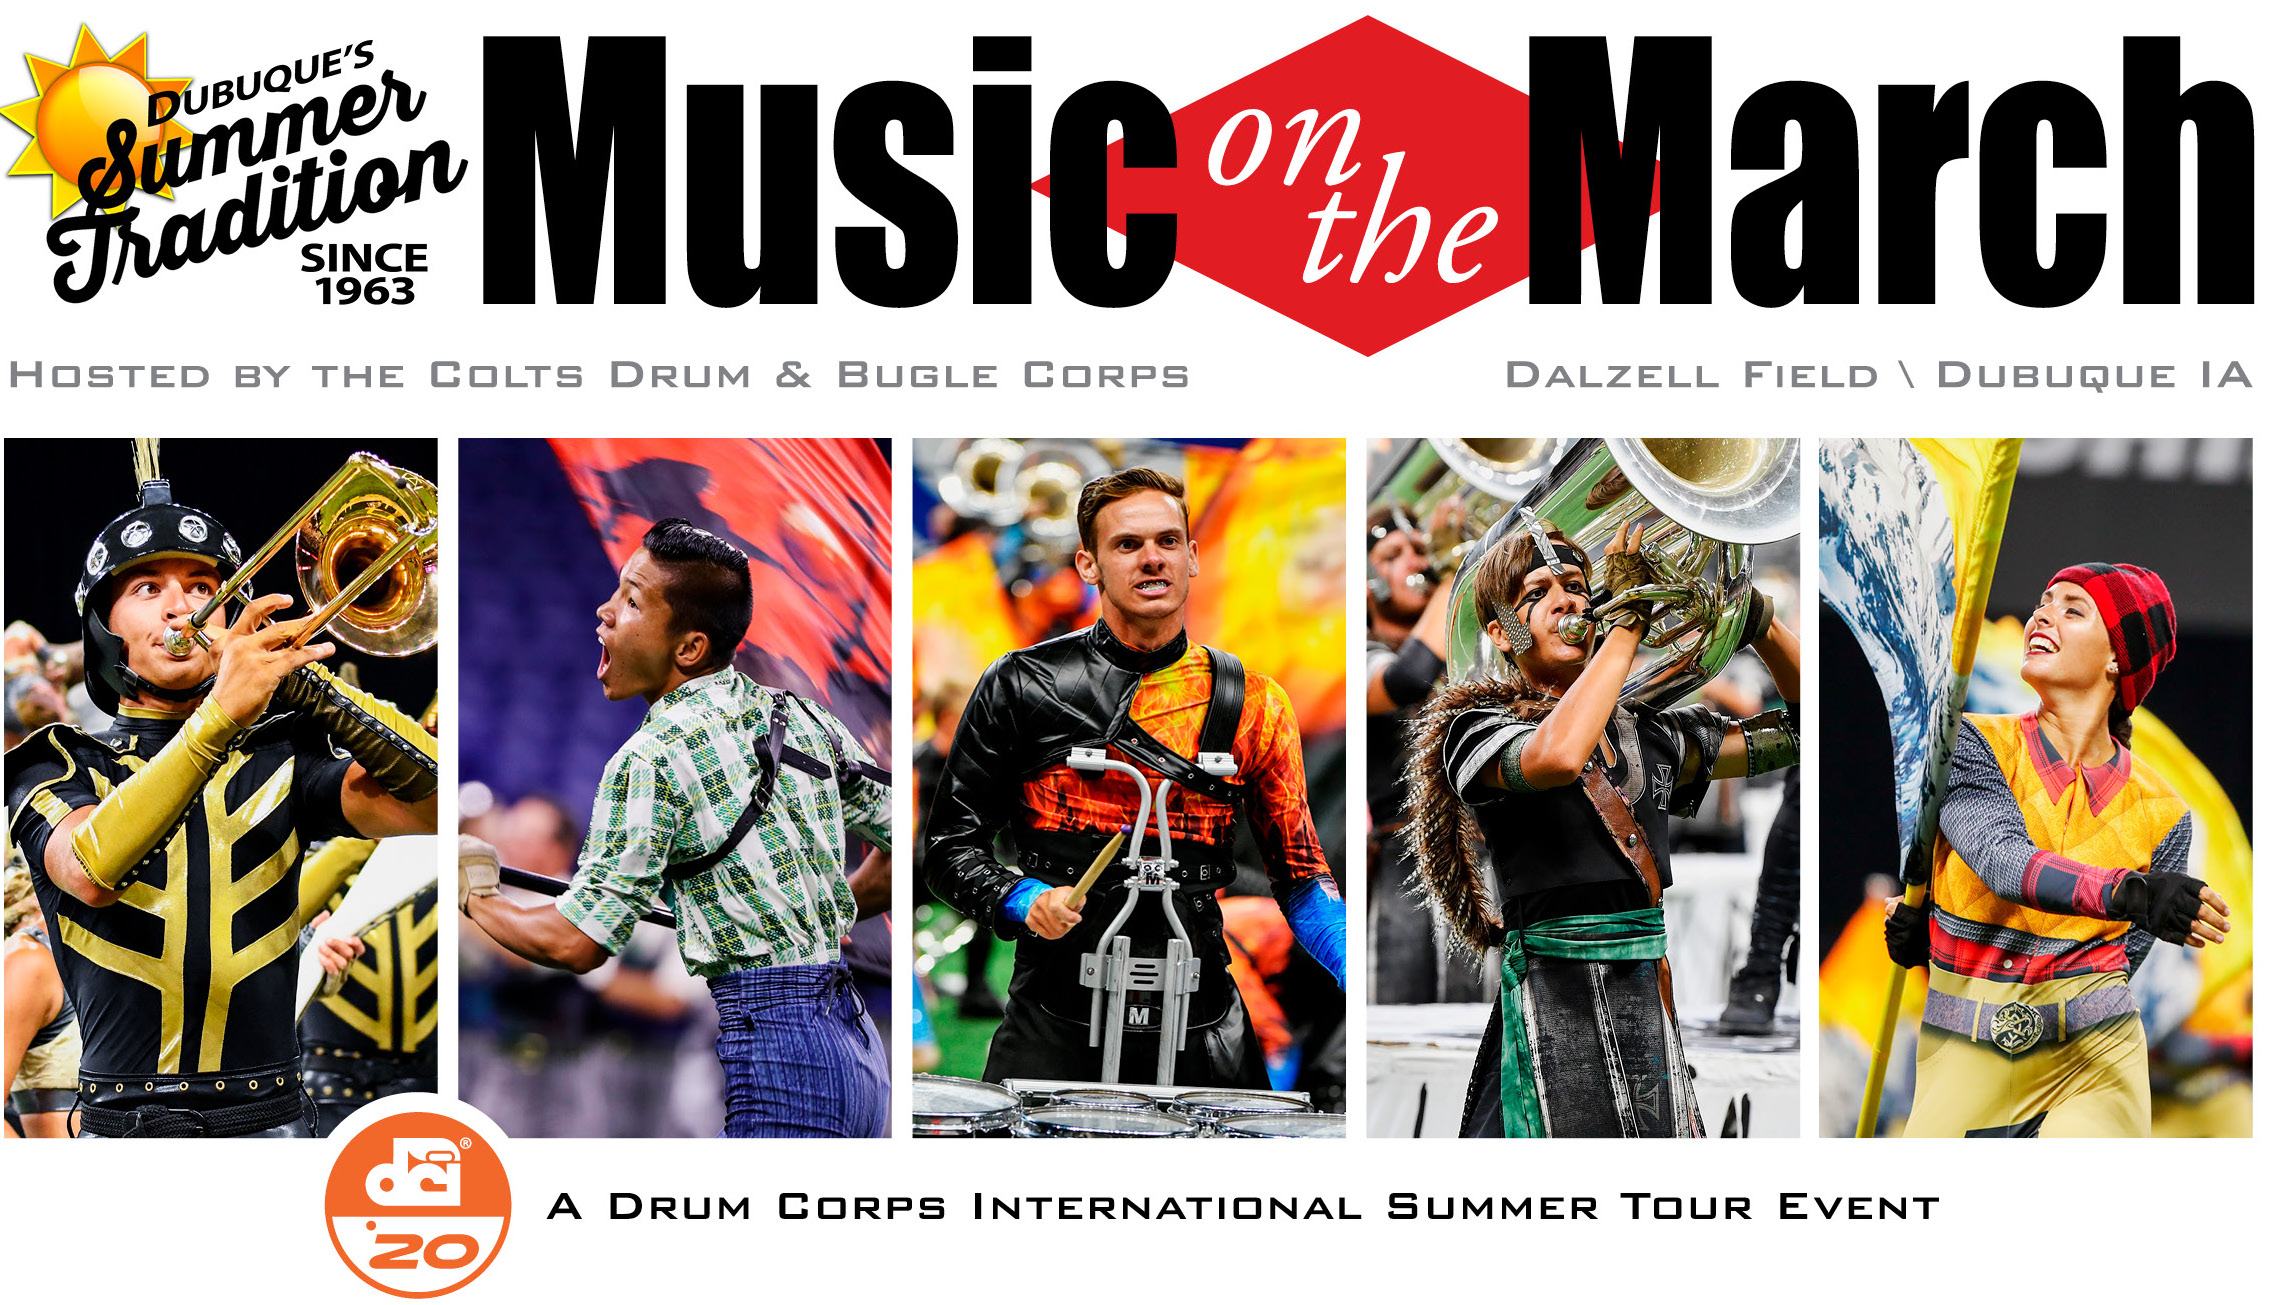 DUBUQUE'S
Summer
Tradition
SINCE
1963
Music on the March
HOSTED BY THE COLTS DRUM & BUGLE CORPS
DALZELL FIELD \ DUBUQUE IA
M
dci®
'20
A DRUM CORPS INTERNATIONAL SUMMER TOUR EVENT